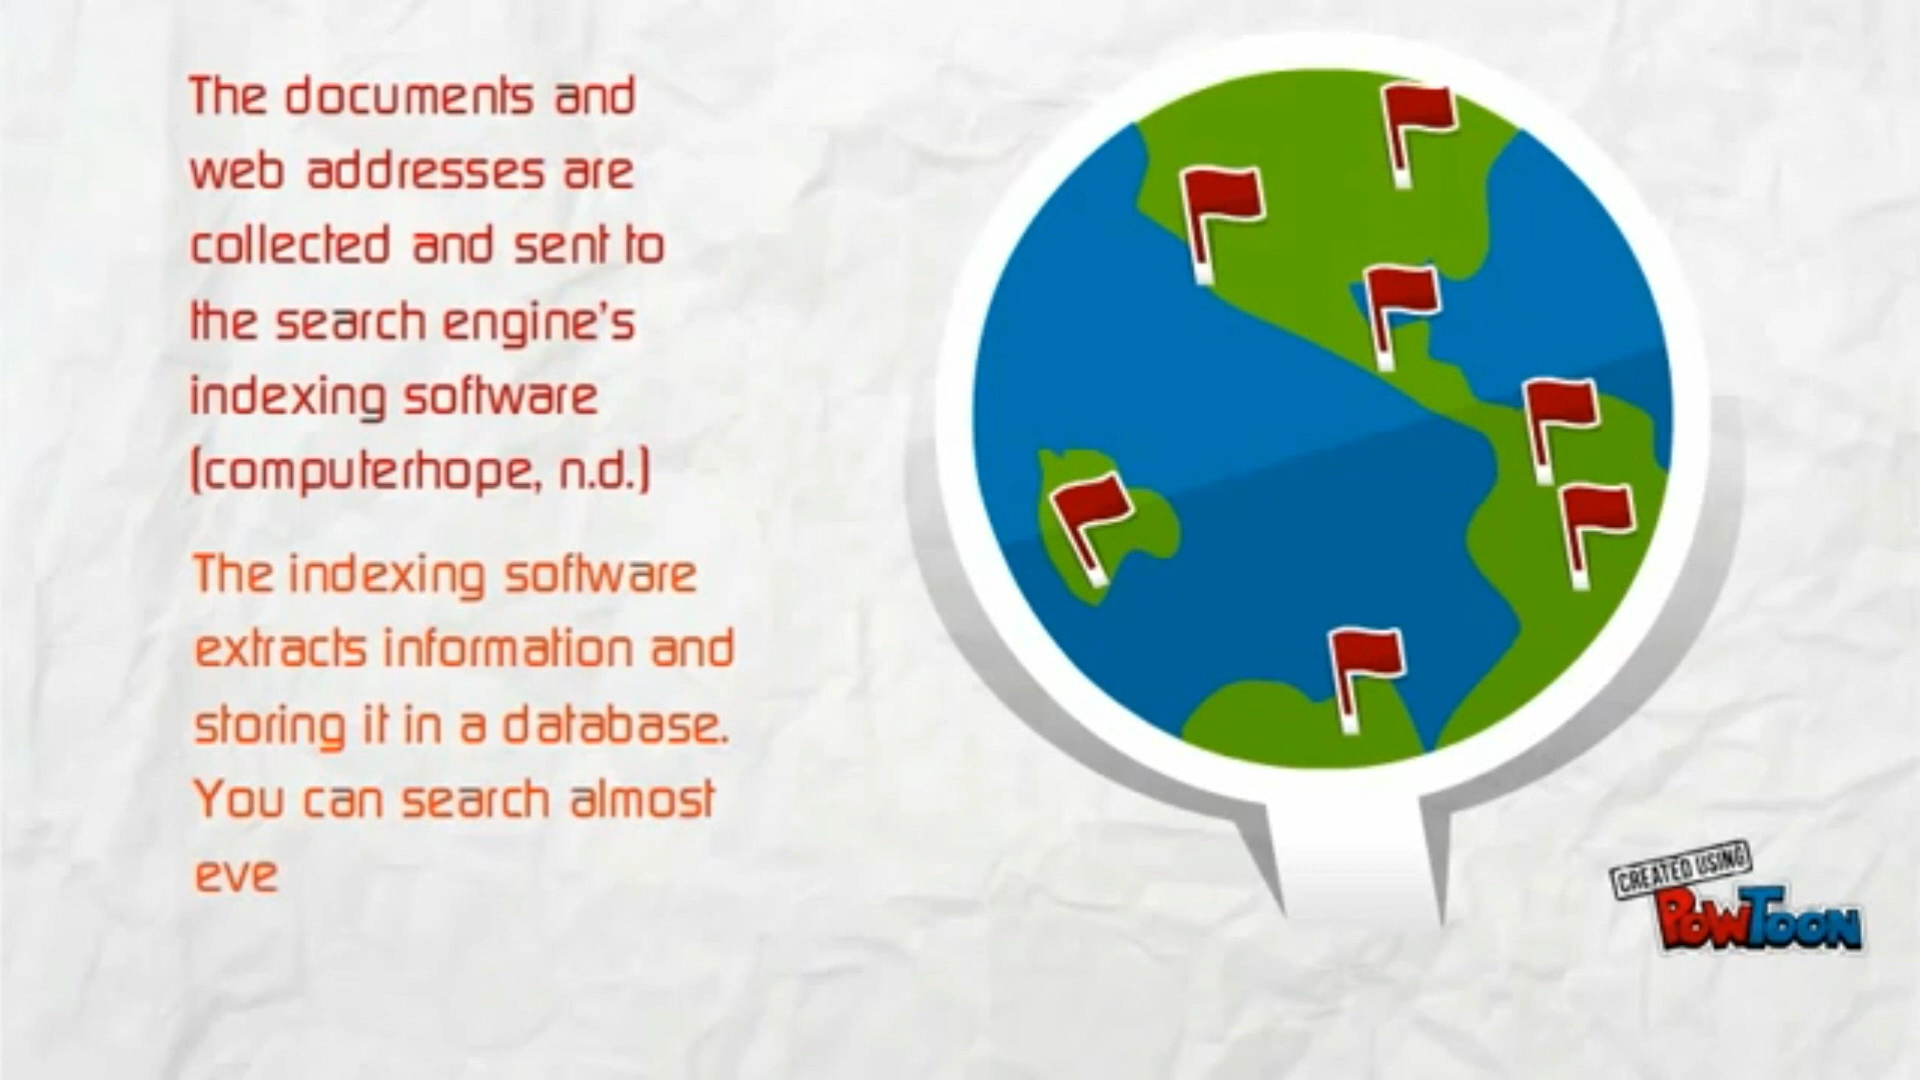 The documents and
web addresses are
collected and sent to
the search engine's
indexing software
(computerhope, n.d.)
The indexing software
extracts information and
storing it in a database.
You can search almost
eve
CREATED USING
POWTOON